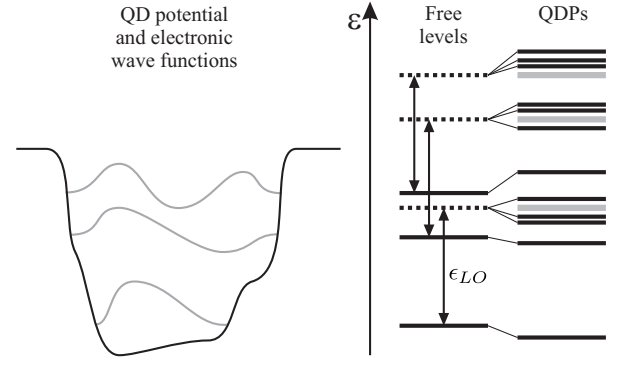 QD potential
and electronic
wave functions
ε
Free
levels
QDPs
ϵLO